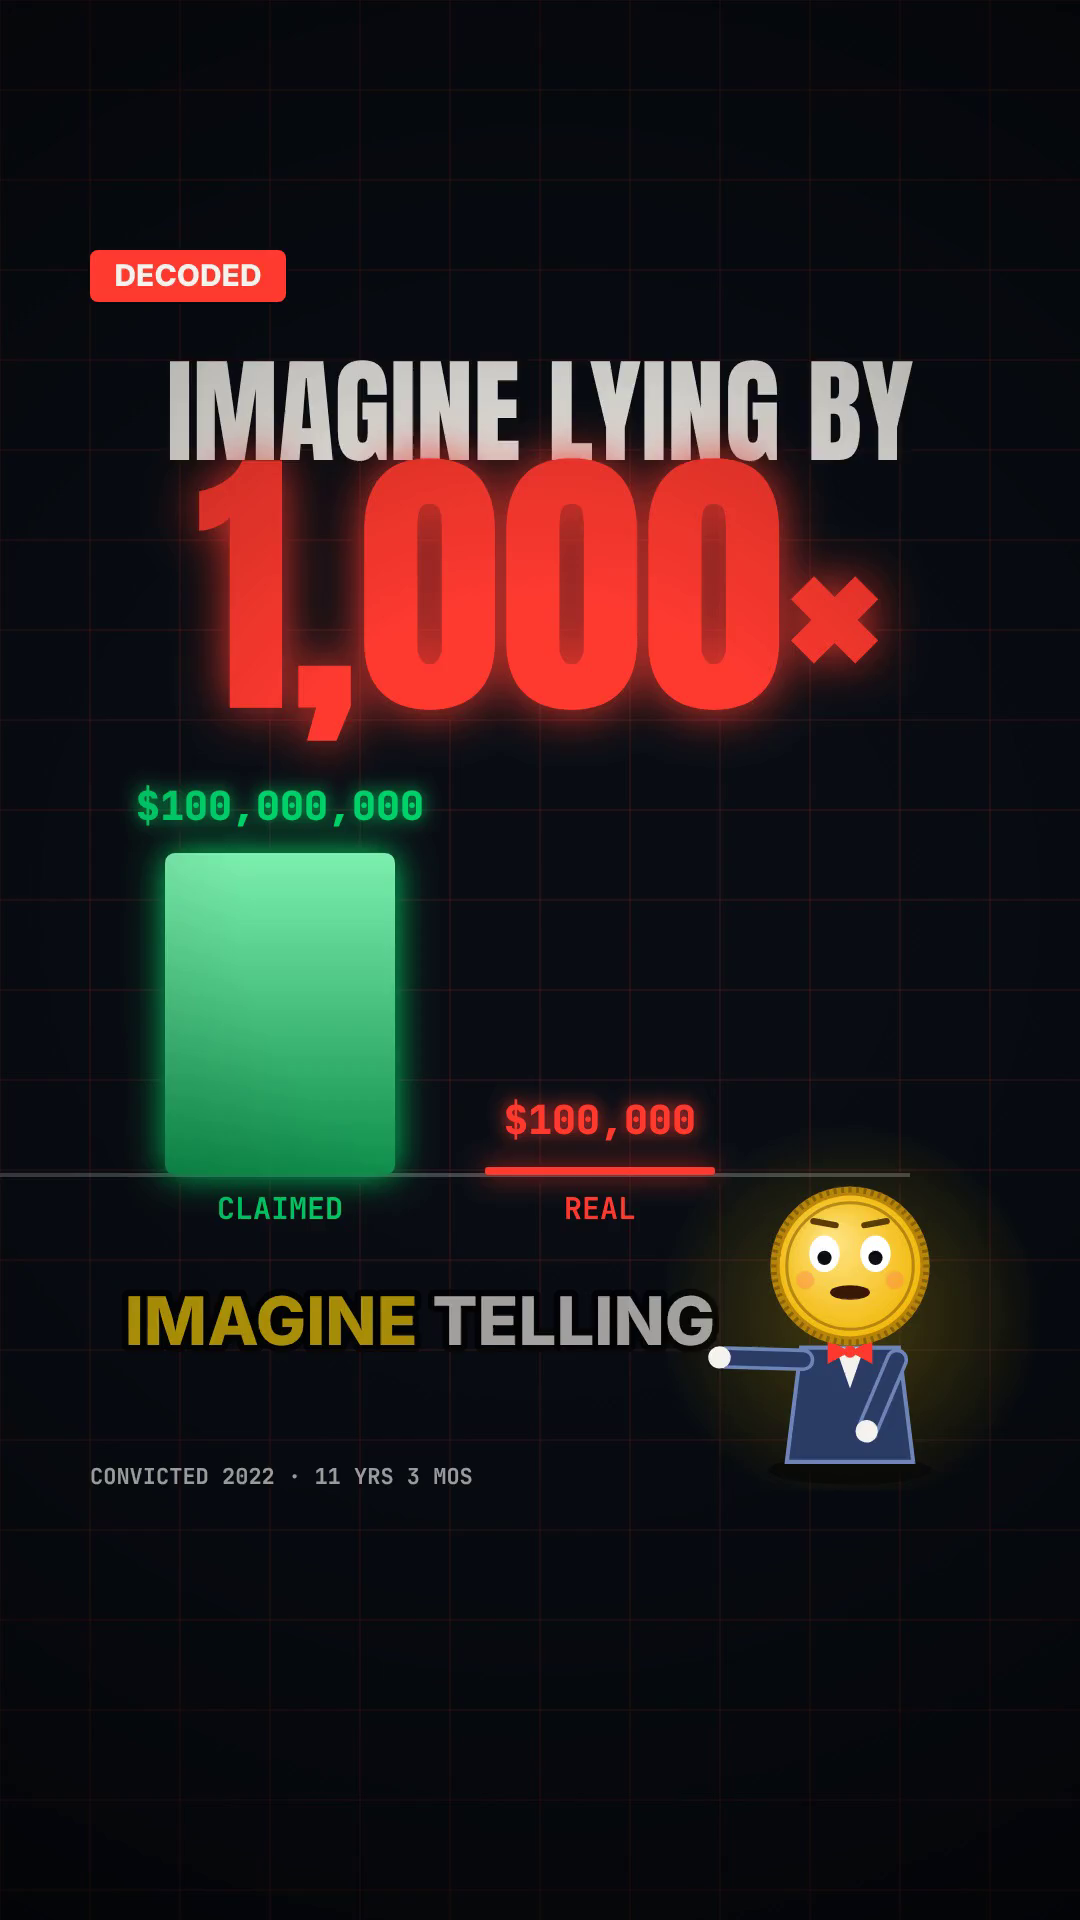 DECODED
IMAGINE LYING BY
1,000×
$100,000,000
$100,000
CLAIMED
REAL
IMAGINE TELLING
CONVICTED 2022 · 11 YRS 3 MOS